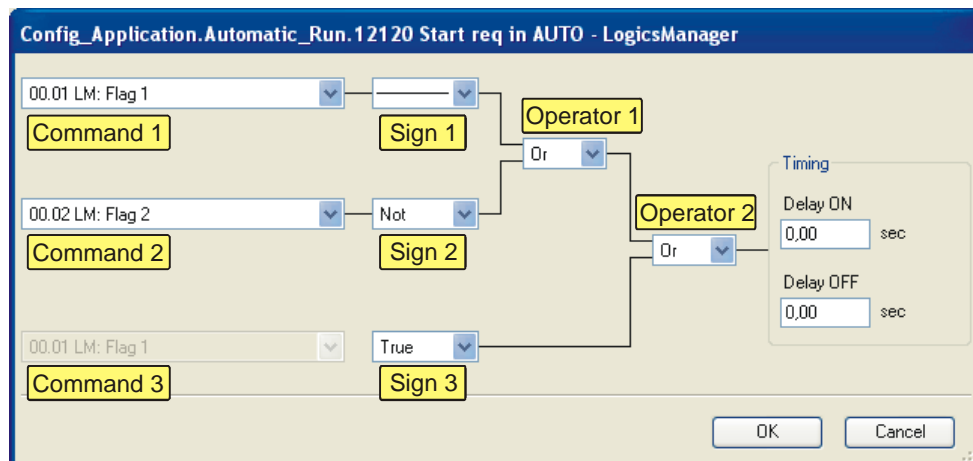 Config_Application.Automatic_Run.12120 Start req in AUTO - LogicsManager
00.01 LM: Flag 1
Command 1
Sign 1
Operator 1
Or
Timing
00.02 LM: Flag 2
Not
Command 2
Sign 2
Operator 2
Or
Delay ON
0,00 sec
Delay OFF
0,00 sec
00.01 LM: Flag 1
True
Command 3
Sign 3
OK
Cancel